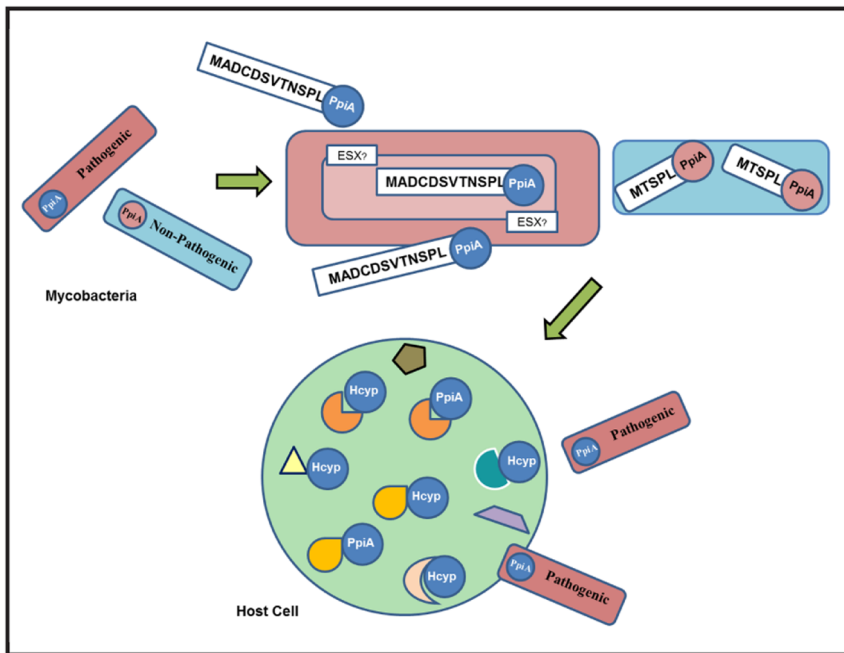 MADCDSVTNSPL PpiA
Pathogenic
PpiA
PpiA
Non-Pathogenic
Mycobacteria
ESX?
MADCDSVTNSPL PpiA
ESX?
MADCDSVTNSPL PpiA
MTSPL PpiA
MTSPL PpiA
Hcyp
PpiA
Hcyp
Hcyp
Hcyp
PpiA
Hcyp
Host Cell
PpiA Pathogenic
PpiA Pathogenic